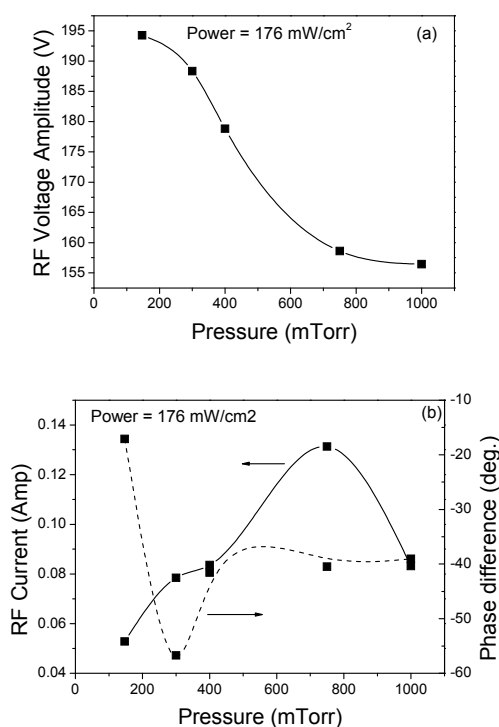 Power = 176 mW/cm²
(a)
195
190
185
180
175
170
165
160
155
RF Voltage Amplitude (V)
0 200 400 600 800 1000
Pressure (mTorr)
Power = 176 mW/cm2
(b)
0.14
0.12
0.10
0.08
0.06
0.04
RF Current (Amp)
-10
-20
-30
-40
-50
-60
Phase difference (deg.)
0 200 400 600 800 1000
Pressure (mTorr)